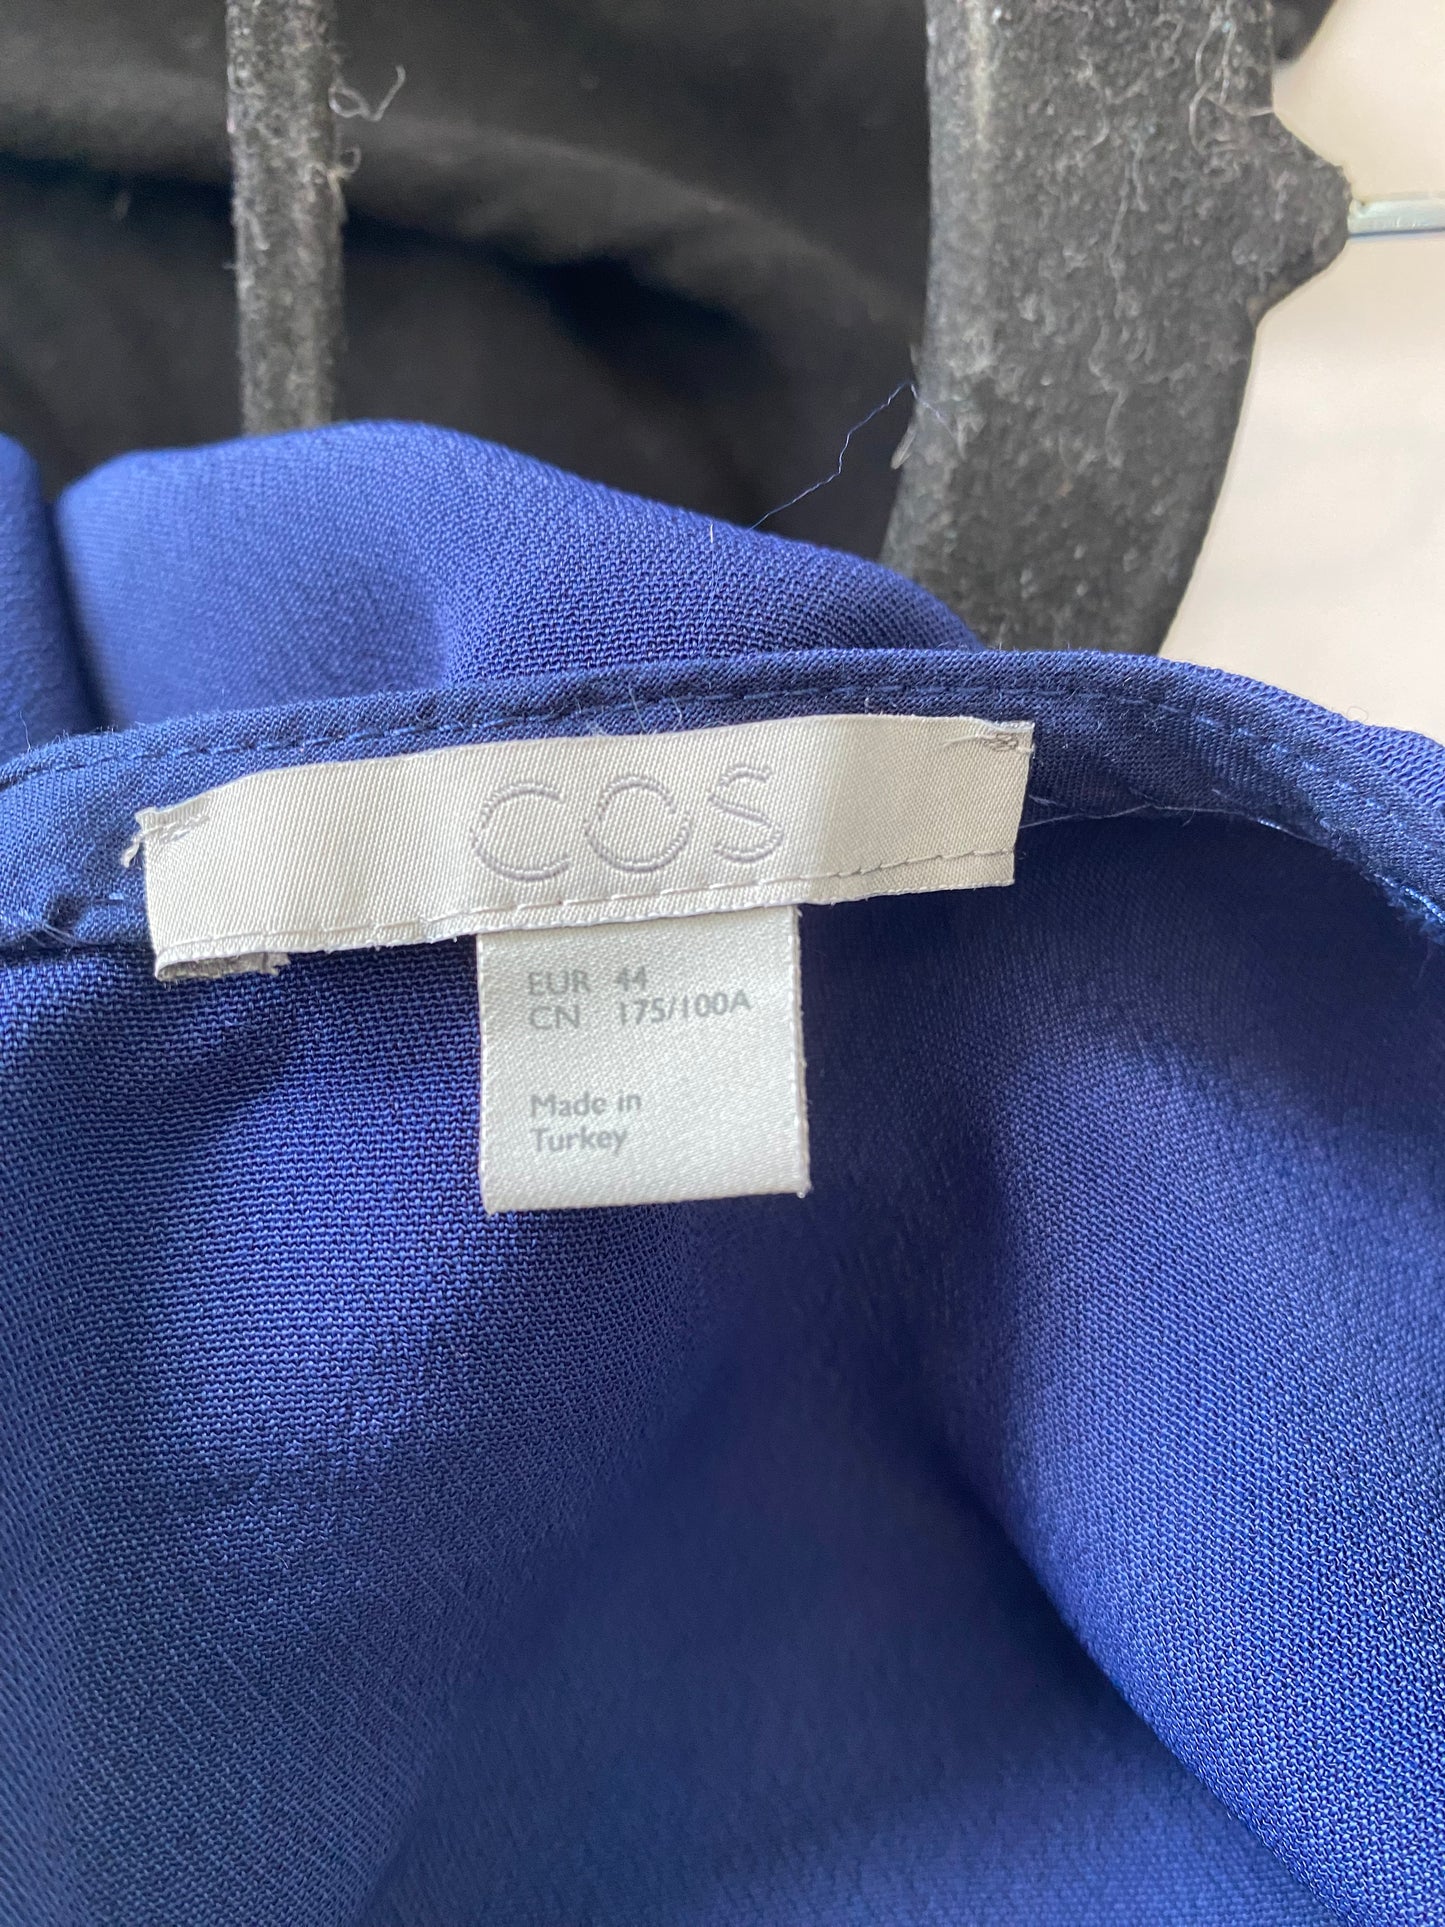 COS
EUR 44
CN 175/100A
Made in
Turkey